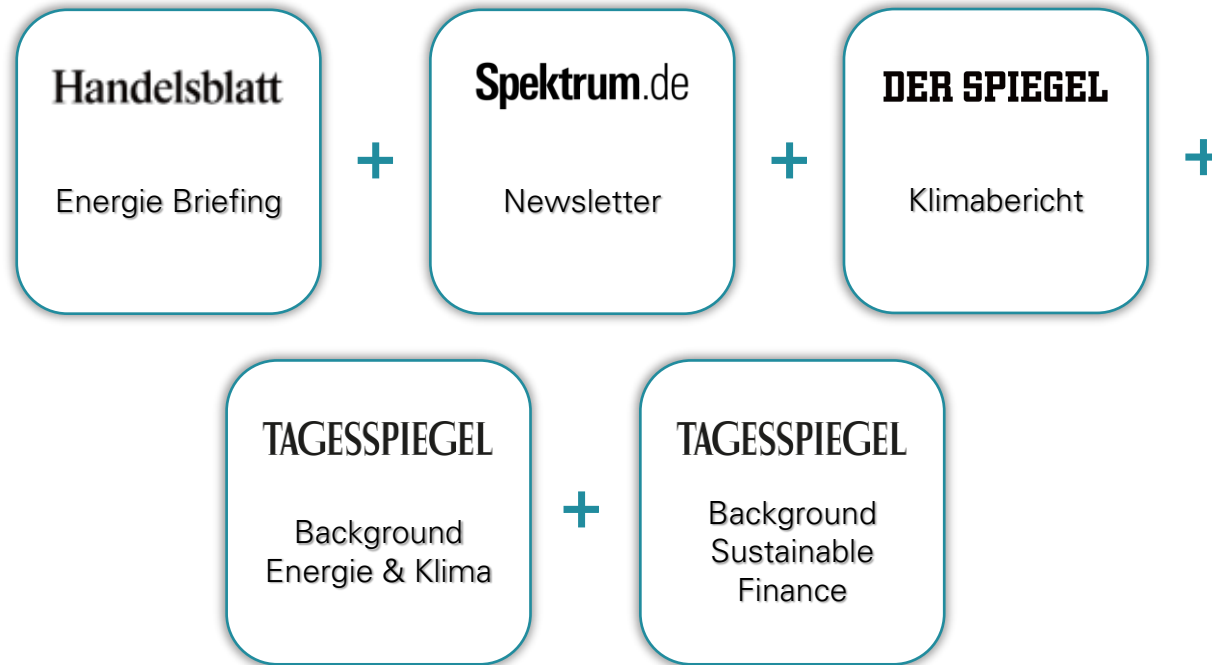 Handelsblatt
Energie Briefing
+
Spektrum.de
Newsletter
+
DER SPIEGEL
Klimabericht
+
TAGESSPIEGEL
Background
Energie & Klima
+
TAGESSPIEGEL
Background
Sustainable
Finance